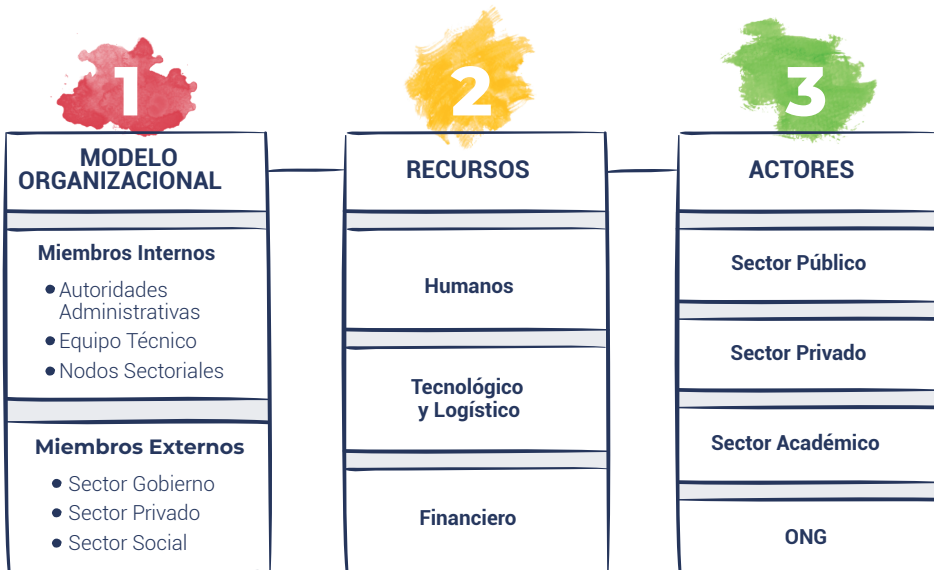 1
MODELO
ORGANIZACIONAL
Miembros Internos
Autoridades
Administrativas
Equipo Técnico
Nodos Sectoriales
Miembros Externos
Sector Gobierno
Sector Privado
Sector Social
2
RECURSOS
Humanos
Tecnológico
y Logístico
Financiero
3
ACTORES
Sector Público
Sector Privado
Sector Académico
ONG